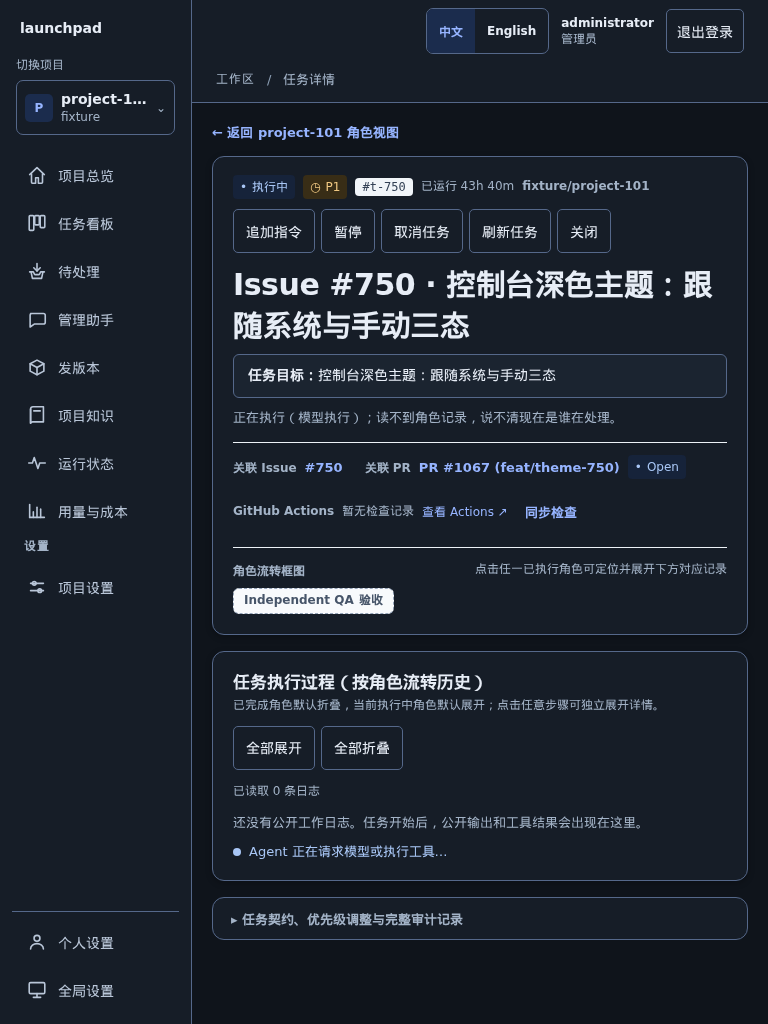 launchpad
切换项目
P
project-1…
fixture
项目总览
任务看板
待处理
管理助手
发版本
项目知识
运行状态
用量与成本
设置
项目设置
个人设置
全局设置
中文 English
administrator
管理员
退出登录
工作区 / 任务详情
← 返回 project-101 角色视图
• 执行中 ◷ P1 #t-750 已运行 43h 40m fixture/project-101
追加指令 暂停 取消任务 刷新任务 关闭
Issue #750 · 控制台深色主题：跟
随系统与手动三态
任务目标：控制台深色主题：跟随系统与手动三态
正在执行（模型执行）；读不到角色记录，说不清现在是谁在处理。
关联 Issue #750 关联 PR PR #1067 (feat/theme-750) • Open
GitHub Actions 暂无检查记录 查看 Actions ↗ 同步检查
角色流转框图 点击任一已执行角色可定位并展开下方对应记录
Independent QA 验收
任务执行过程（按角色流转历史）
已完成角色默认折叠，当前执行中角色默认展开；点击任意步骤可独立展开详情。
全部展开 全部折叠
已读取 0 条日志
还没有公开工作日志。任务开始后，公开输出和工具结果会出现在这里。
Agent 正在请求模型或执行工具…
▸ 任务契约、优先级调整与完整审计记录